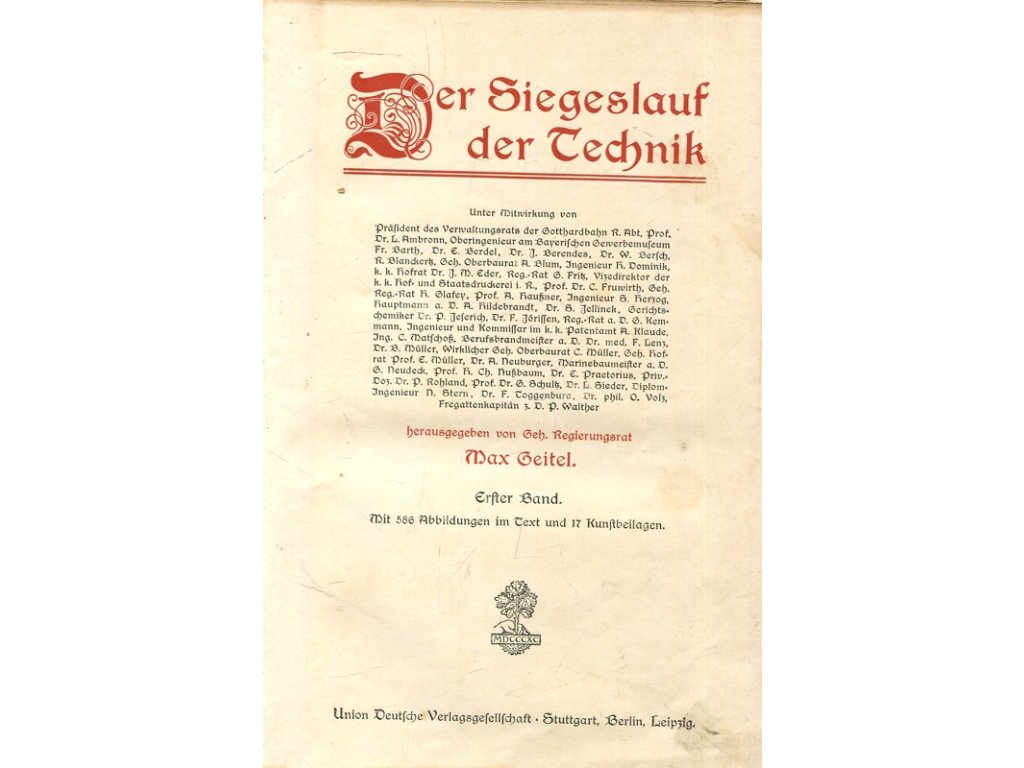 Der Siegeslauf
der Technik
Unter Mitwirkung von
Präsident des Verwaltungsrats der Gotthardbahn R. Abt, Prof.
Dr. L. Ambronn, Oberingenieur am Bayerischen Gewerbemuseum
Fr. Barth, Dr. E. Berdel, Dr. J. Berendes, Dr. W. Bersch,
R. Blanckertz, Geh. Oberbaurat A. Blum, Ingenieur H. Dominik,
k. k. Hofrat Dr. J. M. Eder, Reg.-Rat G. Fritz, Vizedirektor der
k. k. Hof- und Staatsdruckerei i. R., Prof. Dr. C. Fruwirth, Geh.
Reg.-Rat H. Glafey, Prof. A. Haußner, Ingenieur S. Herzog,
Hauptmann a. D. A. Hildebrandt, Dr. S. Jellinek, Gerichts-
chemiker Dr. P. Jeserich, Dr. F. Jörissen, Reg.-Rat a. D. G. Kem-
mann, Ingenieur und Kommissar im k. k. Patentamt A. Klaude,
Ing. C. Matschoß, Berufsbrandmeister a. D. Dr. med. F. Lenz,
Dr. B. Müller, Wirklicher Geh. Oberbaurat C. Müller, Geh. Hof-
rat Prof. E. Müller, Dr. A. Neuburger, Marinebaumeister a. D.
G. Neudeck, Prof. H. Ch. Nußbaum, Dr. E. Praetorius, Priv.-
Doz. Dr. P. Rohland, Prof. Dr. G. Schultz, Dr. L. Sieder, Diplom-
Ingenieur N. Stern, Dr. F. Toggenburg, Dr. phil. O. Volz,
Fregattenkapitän z. D. P. Walther
herausgegeben von Geh. Regierungsrat
Max Geitel.
Erster Band.
Mit 586 Abbildungen im Text und 17 Kunstbeilagen.
MDCCCXC
Union Deutsche Verlagsgesellschaft · Stuttgart, Berlin, Leipzig.